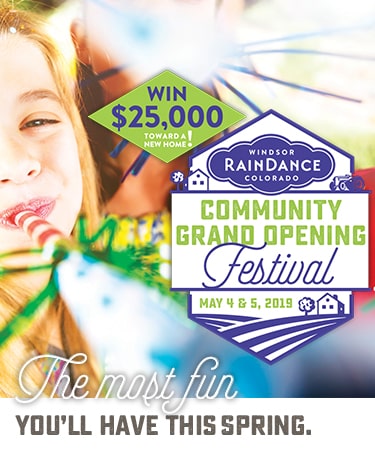 WIN
$25,000
TOWARD A
NEW HOME!
WINDSOR
RAINDANCE
COLORADO
COMMUNITY
GRAND OPENING
Festival
MAY 4 & 5, 2019
The most fun
YOU'LL HAVE THIS SPRING.